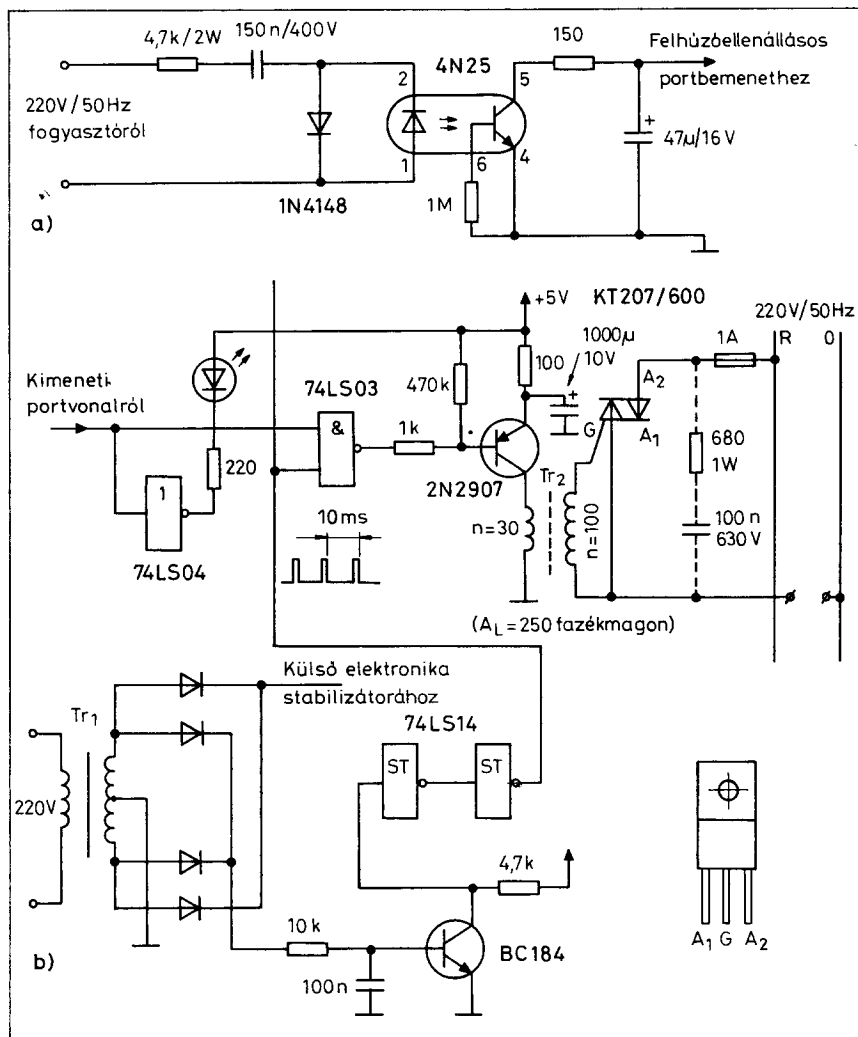 4,7k/2W
150n/400V
220V/50Hz
fogyasztóról
1N4148
a)
4N25
2
1
5
6
4
1M
150
Felhúzóellenállásos
portbemenethez
+
47µ/16V
Kimeneti
portvonalról
1
74LS04
220
74LS03
&
10ms
470k
1k
+5V
100
1000µ
10V
+
2N2907
n=30
Tr2
n=100
(AL=250 fazékmagon)
KT207/600
G
A2
A1
1A
220V/50Hz
R
0
680
1W
100n
630V
Tr1
220V
Külső elektronika
stabilizátorához
74LS14
ST
ST
4,7k
10k
100n
BC184
b)
A1 G A2